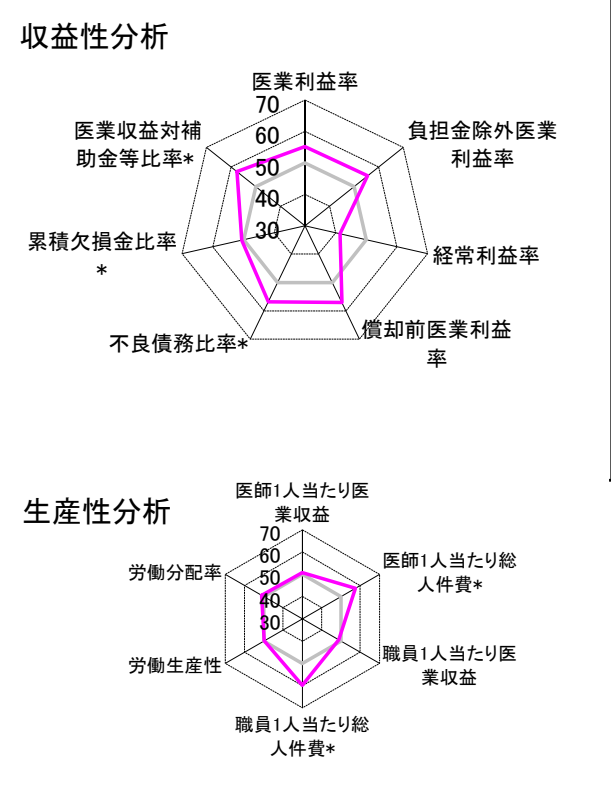 収益性分析
医業利益率
70
60
50
40
30
負担金除外医業
利益率
経常利益率
償却前医業利益
率
不良債務比率*
累積欠損金比率
*
医業収益対補
助金等比率*
生産性分析
医師1人当たり医
業収益
70
60
50
40
30
医師1人当たり総
人件費*
職員1人当たり医
業収益
職員1人当たり総
人件費*
労働生産性
労働分配率